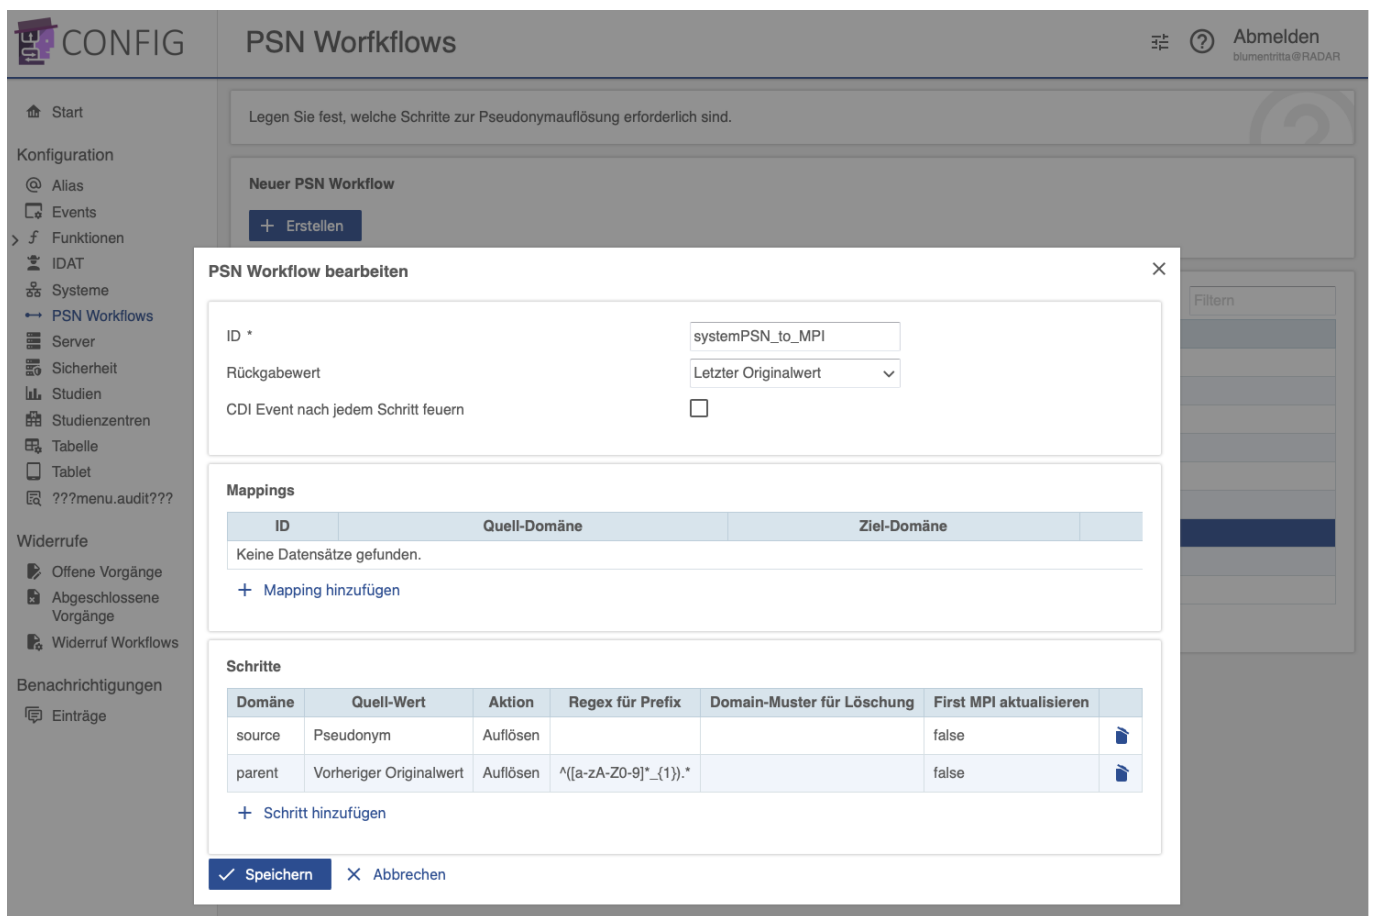 CONFIG
PSN Worfkflows
Abmelden
blumentritta@RADAR
Start
Konfiguration
Alias
Events
Funktionen
IDAT
Systeme
PSN Workflows
Server
Sicherheit
Studien
Studienzentren
Tabelle
Tablet
???menu.audit???
Widerrufe
Offene Vorgänge
Abgeschlossene
Vorgänge
Widerruf Workflows
Benachrichtigungen
Einträge
Legen Sie fest, welche Schritte zur Pseudonymauflösung erforderlich sind.
Neuer PSN Workflow
Erstellen
Filtern
PSN Workflow bearbeiten
ID * systemPSN_to_MPI
Rückgabewert Letzter Originalwert
CDI Event nach jedem Schritt feuern
Mappings
ID Quell-Domäne Ziel-Domäne
Keine Datensätze gefunden.
+ Mapping hinzufügen
Schritte
Domäne Quell-Wert Aktion Regex für Prefix Domain-Muster für Löschung First MPI aktualisieren
source Pseudonym Auflösen false
parent Vorheriger Originalwert Auflösen ^([a-zA-Z0-9]*_{1}).* false
+ Schritt hinzufügen
Speichern Abbrechen